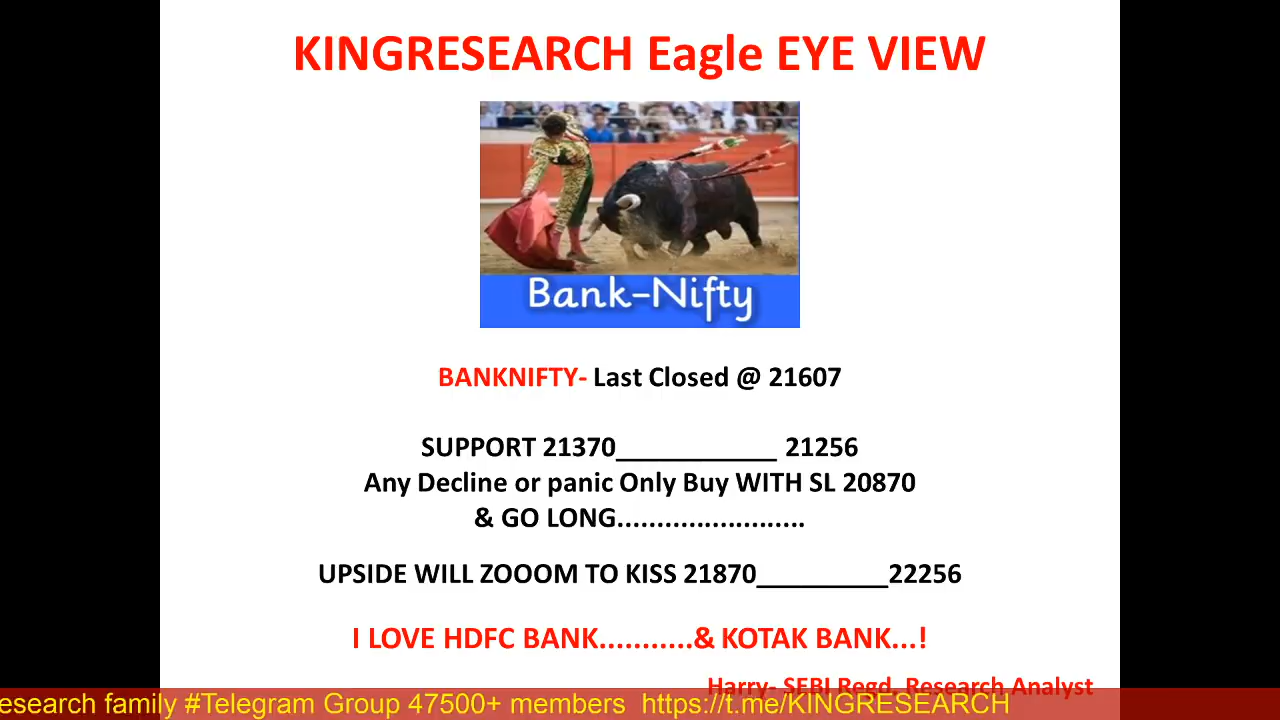 KINGRESEARCH Eagle EYE VIEW
Bank-Nifty
BANKNIFTY- Last Closed @ 21607
SUPPORT 21370___________ 21256
Any Decline or panic Only Buy WITH SL 20870
& GO LONG........................
UPSIDE WILL ZOOOM TO KISS 21870_________22256
I LOVE HDFC BANK...........& KOTAK BANK...!
Harry- SEBI Regd. Research Analyst
esearch family #Telegram Group 47500+ members https://t.me/KINGRESEARCH